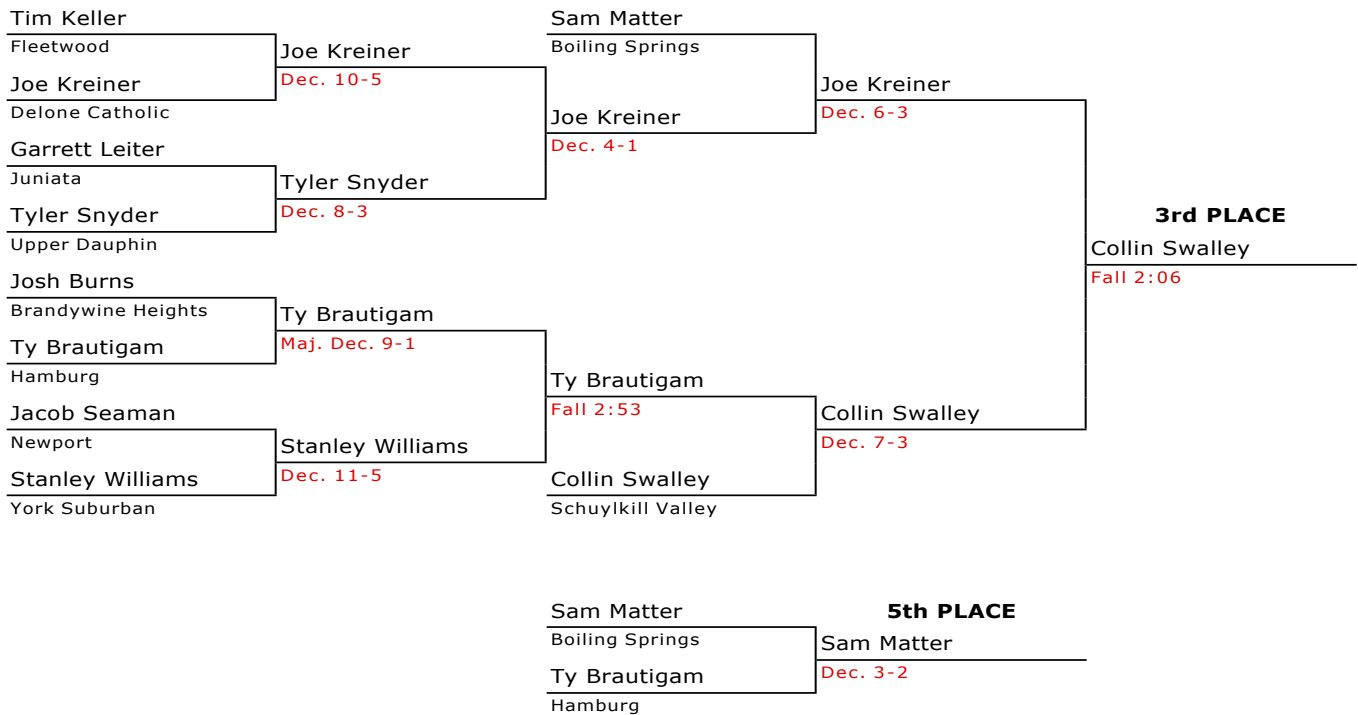 Tim Keller
Fleetwood
Joe Kreiner
Delone Catholic
Garrett Leiter
Juniata
Tyler Snyder
Upper Dauphin
Josh Burns
Brandywine Heights
Ty Brautigam
Hamburg
Jacob Seaman
Newport
Stanley Williams
York Suburban
Joe Kreiner
Dec. 10-5
Tyler Snyder
Dec. 8-3
Ty Brautigam
Maj. Dec. 9-1
Stanley Williams
Dec. 11-5
Sam Matter
Boiling Springs
Joe Kreiner
Dec. 4-1
Ty Brautigam
Fall 2:53
Collin Swalley
Schuylkill Valley
Joe Kreiner
Dec. 6-3
Collin Swalley
Dec. 7-3
3rd PLACE
Collin Swalley
Fall 2:06
Sam Matter
Boiling Springs
Ty Brautigam
Hamburg
5th PLACE
Sam Matter
Dec. 3-2